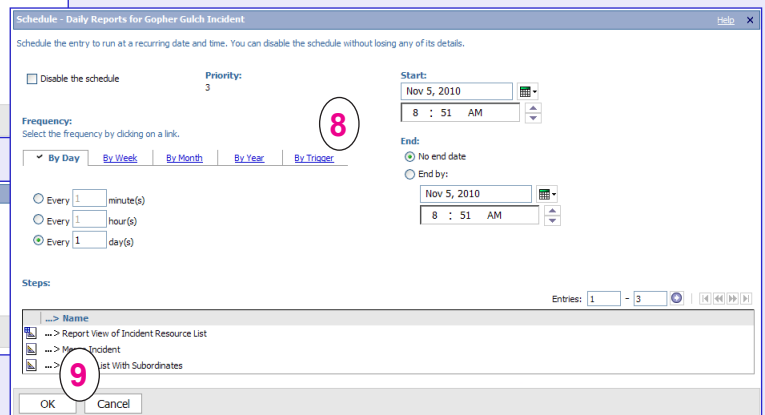 Schedule - Daily Reports for Gopher Gulch Incident Help X
Schedule the entry to run at a recurring date and time. You can disable the schedule without losing any of its details.
Disable the schedule
Priority:
3
Start:
Nov 5, 2010
8 : 51 AM
8
Frequency:
Select the frequency by clicking on a link.
By Day By Week By Month By Year By Trigger
End:
No end date
End by:
Nov 5, 2010
8 : 51 AM
Every 1 minute(s)
Every 1 hour(s)
Every 1 day(s)
Steps:
Entries: 1 - 3
...> Name
...> Report View of Incident Resource List
...> Incident
...> List With Subordinates
9
OK Cancel